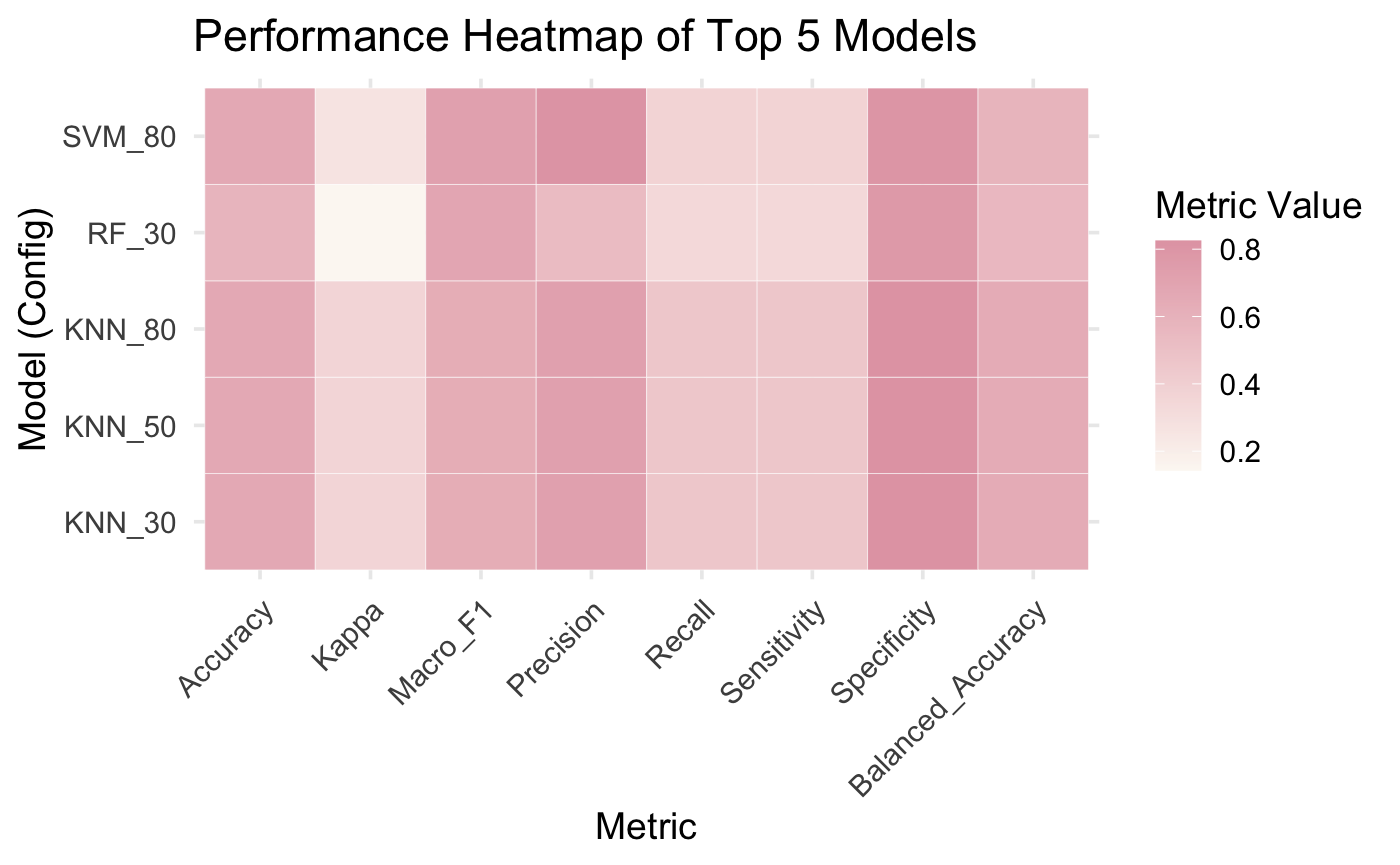 Performance Heatmap of Top 5 Models
Model (Config)
SVM_80
RF_30
KNN_80
KNN_50
KNN_30
Accuracy
Kappa
Macro_F1
Precision
Recall
Sensitivity
Specificity
Balanced_Accuracy
Metric
Metric Value
0.8
0.6
0.4
0.2